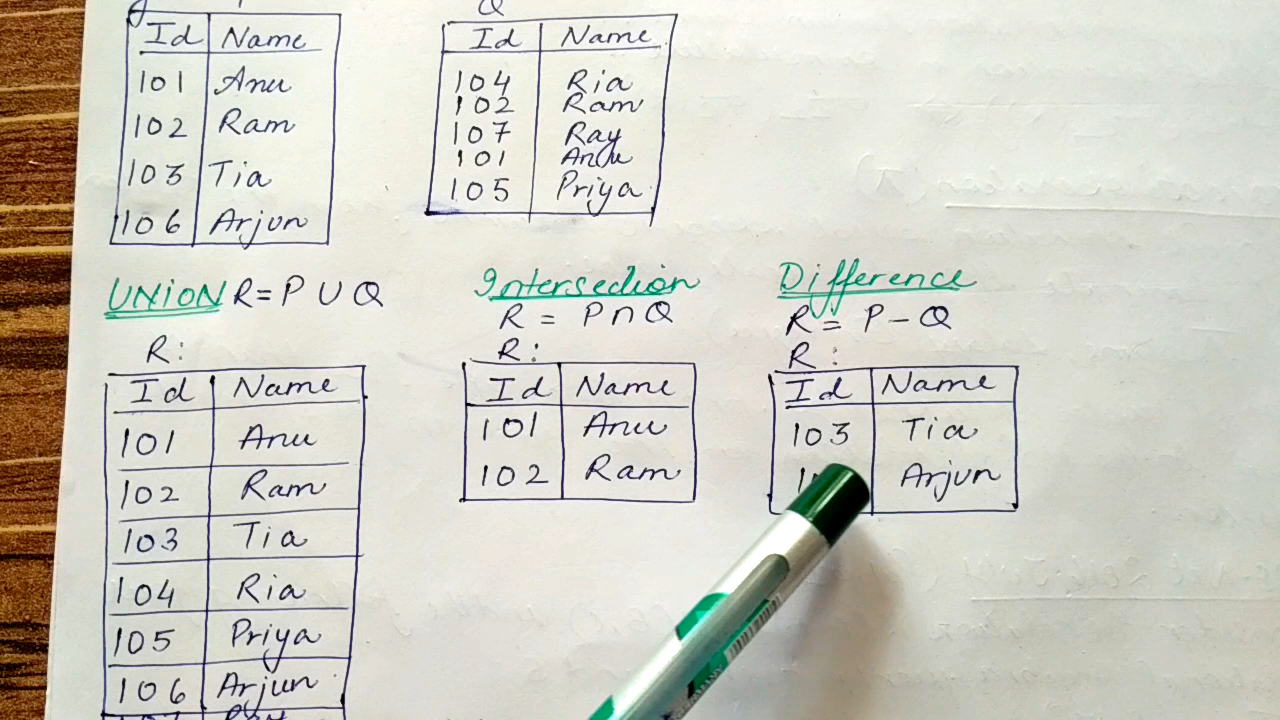 Q
Id Name
101 Anu
102 Ram
103 Tia
106 Arjun
Id Name
104 Ria
102 Ram
107 Ray
101 Anu
105 Priya
UNION R = P U Q
R:
Id Name
101 Anu
102 Ram
103 Tia
104 Ria
105 Priya
106 Arjun
Intersection
R = P ∩ Q
R:
Id Name
101 Anu
102 Ram
Difference
R = P - Q
R:
Id Name
103 Tia
Arjun